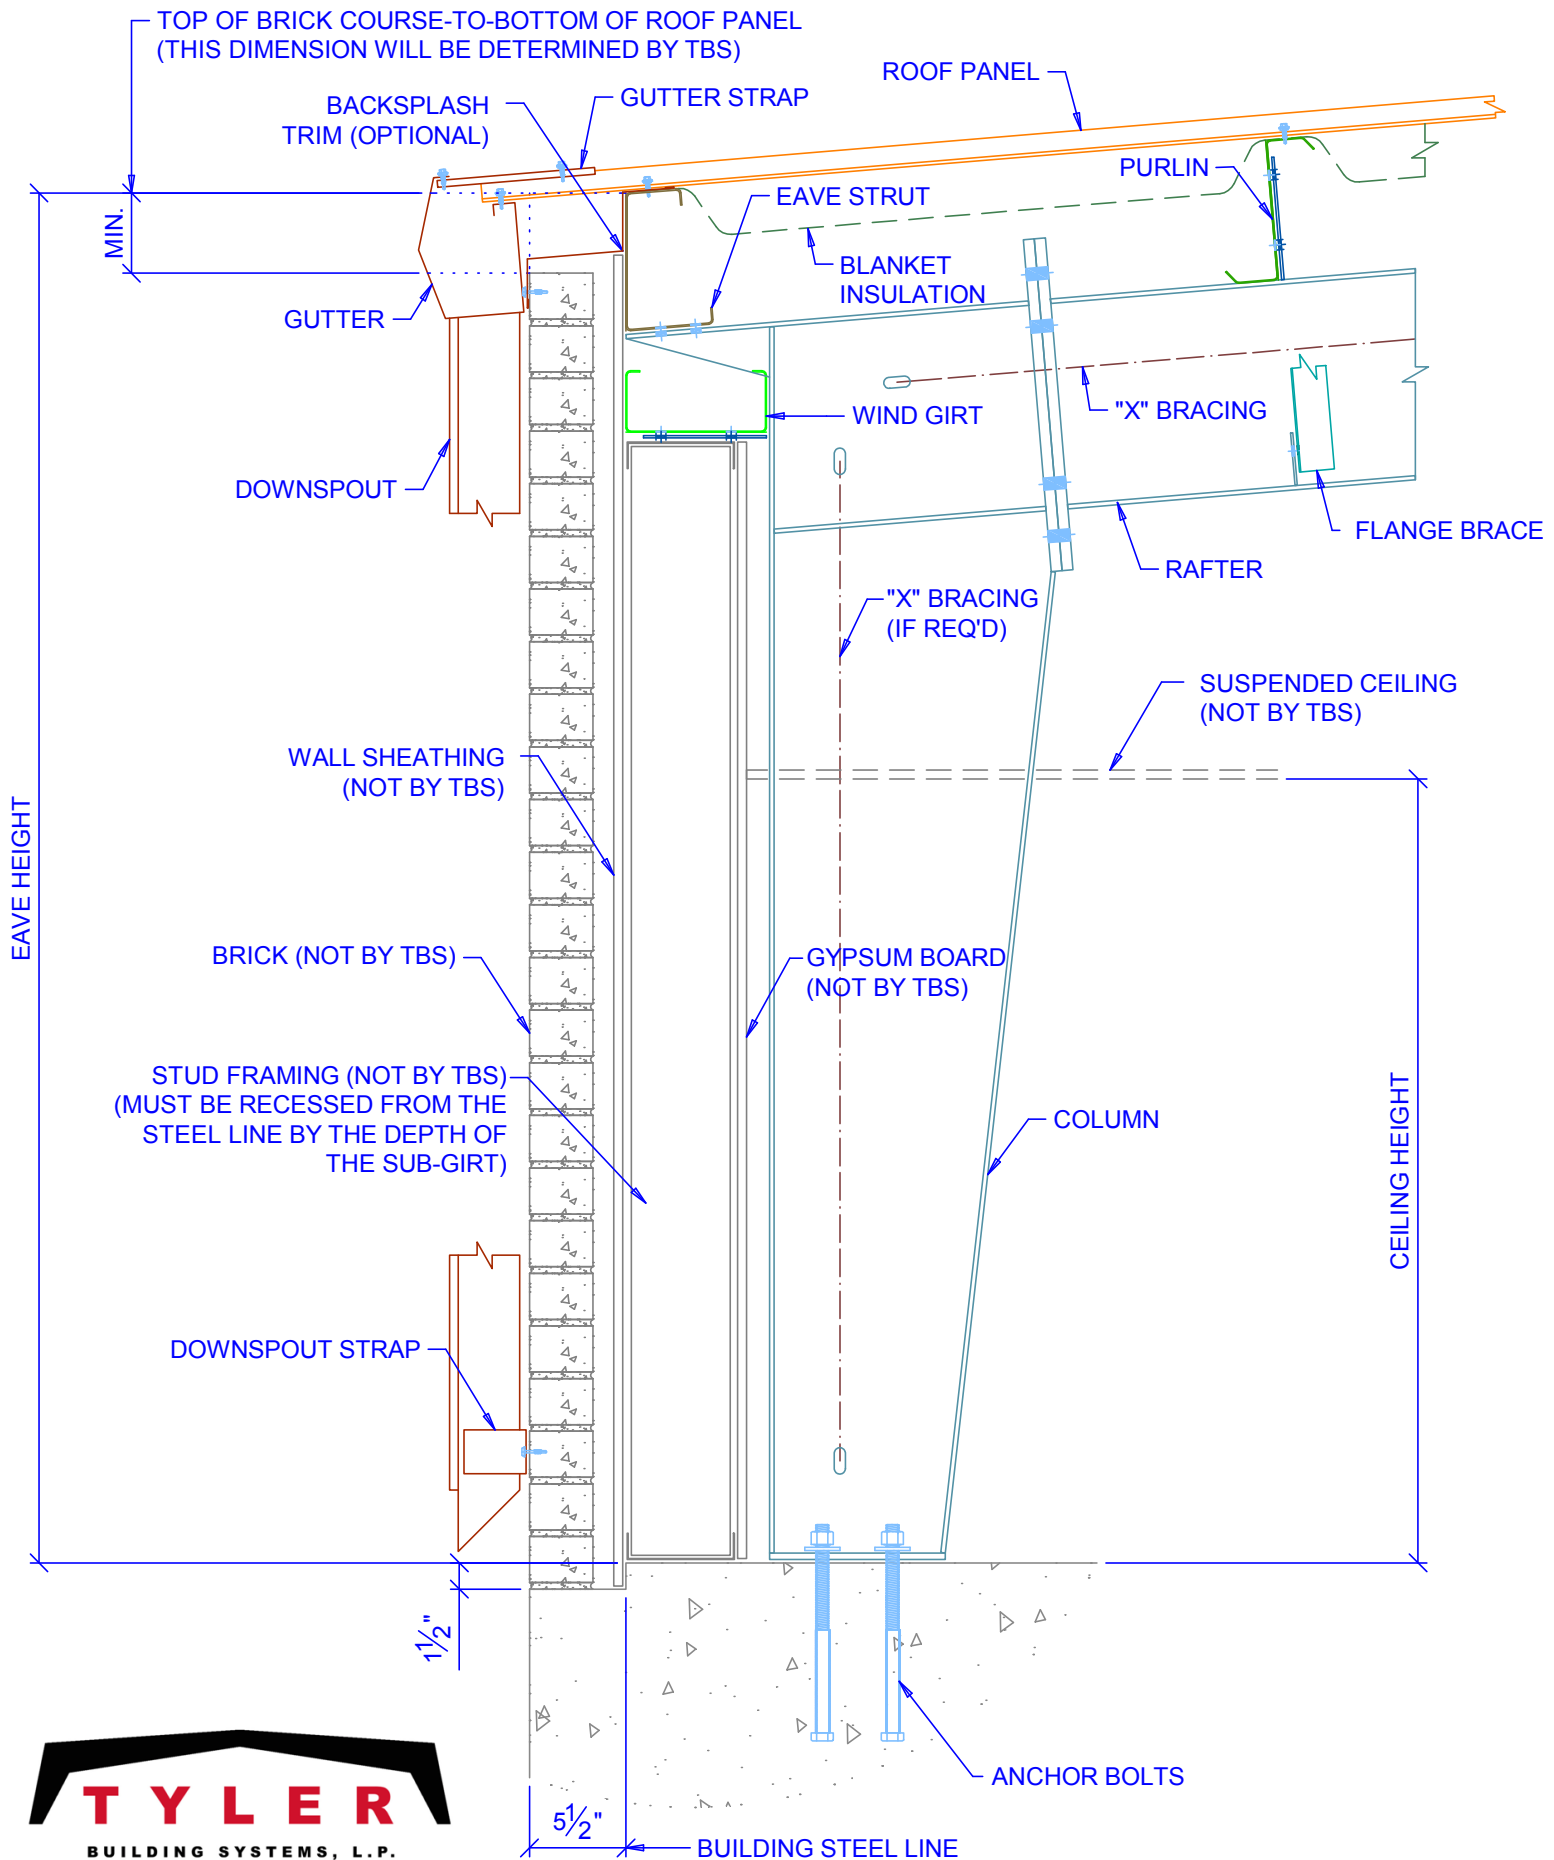 TOP OF BRICK COURSE-TO-BOTTOM OF ROOF PANEL
(THIS DIMENSION WILL BE DETERMINED BY TBS)
ROOF PANEL
BACKSPLASH
TRIM (OPTIONAL)
GUTTER STRAP
PURLIN
EAVE STRUT
MIN.
BLANKET
INSULATION
GUTTER
"X" BRACING
WIND GIRT
DOWNSPOUT
FLANGE BRACE
RAFTER
"X" BRACING
(IF REQ'D)
SUSPENDED CEILING
(NOT BY TBS)
WALL SHEATHING
(NOT BY TBS)
EAVE HEIGHT
BRICK (NOT BY TBS)
GYPSUM BOARD
(NOT BY TBS)
STUD FRAMING (NOT BY TBS)
(MUST BE RECESSED FROM THE
STEEL LINE BY THE DEPTH OF
THE SUB-GIRT)
COLUMN
CEILING HEIGHT
DOWNSPOUT STRAP
1 1/2"
ANCHOR BOLTS
5 1/2"
BUILDING STEEL LINE
TYLER
BUILDING SYSTEMS, L.P.